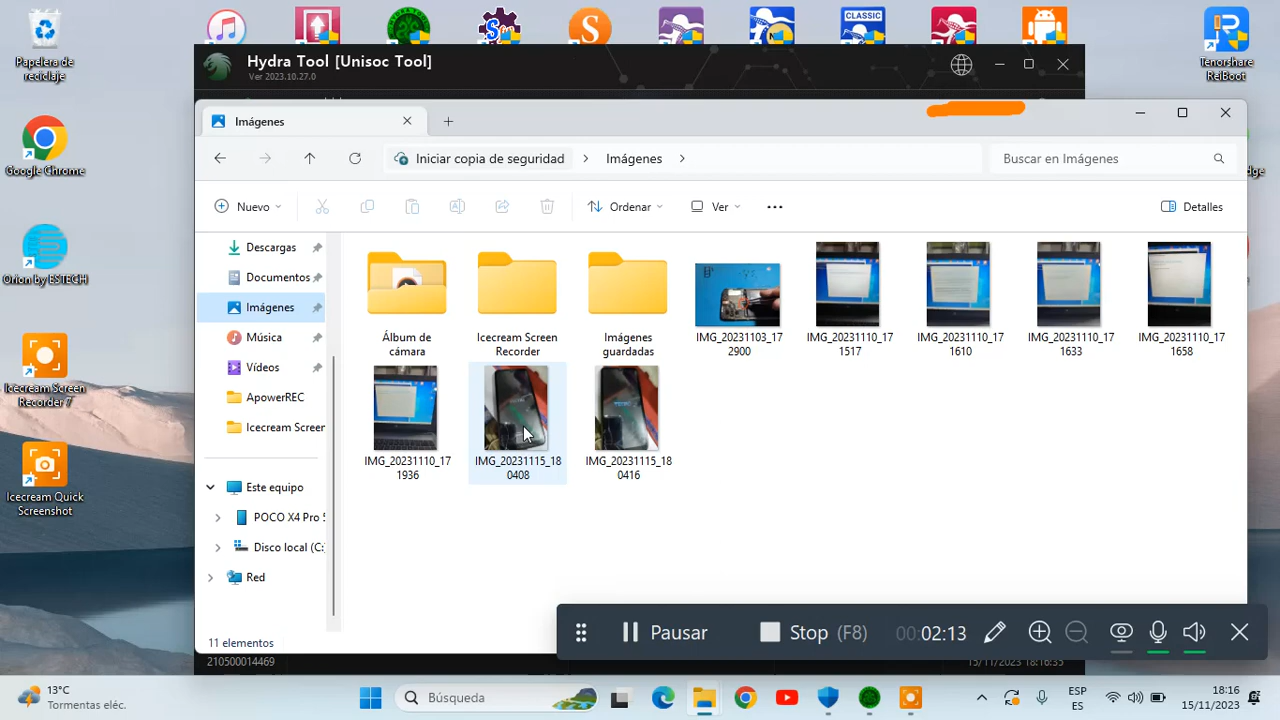 Papelera de
reciclaje
CLASSIC
Tenorshare
ReiBoot
Hydra Tool [Unisoc Tool]
Ver 2023.10.27.0
Imágenes
Google Chrome
Iniciar copia de seguridad
Imágenes
Buscar en Imágenes
Nuevo
Ordenar
Ver
Detalles
Orion by ESTECH
Descargas
Documentos
Imágenes
Música
Vídeos
ApowerREC
Icecream Screen
Este equipo
POCO X4 Pro 5
Disco local (C:
Red
Álbum de
cámara
Icecream Screen
Recorder
Imágenes
guardadas
IMG_20231103_17
2900
IMG_20231110_17
1517
IMG_20231110_17
1610
IMG_20231110_17
1633
IMG_20231110_17
1658
IMG_20231110_17
1936
IMG_20231115_18
0408
IMG_20231115_18
0416
Icecream Screen
Recorder 7
Icecream Quick
Screenshot
Pausar
Stop (F8)
00:02:13
11 elementos
210500014469
15/11/2023 18:16:35
13°C
Tormentas eléc.
Búsqueda
ESP
ES
18:16
15/11/2023